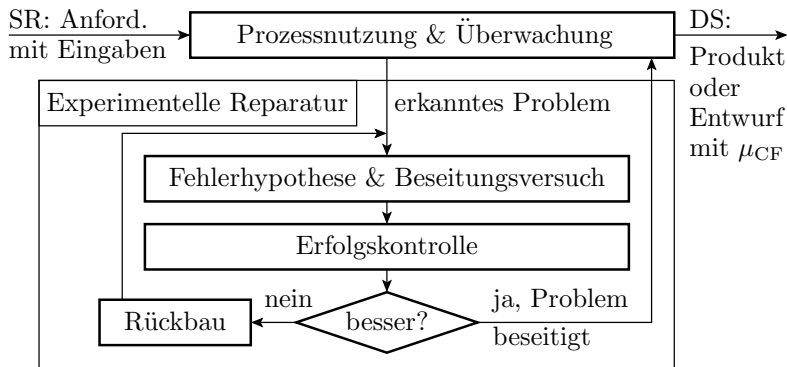 SR: Anford.
mit Eingaben
Prozessnutzung & Überwachung
DS:
Produkt
oder
Entwurf
mit μCF
Experimentelle Reparatur
erkanntes Problem
Fehlerhypothese & Beseitungsversuch
Erfolgskontrolle
nein
besser?
ja, Problem
beseitigt
Rückbau